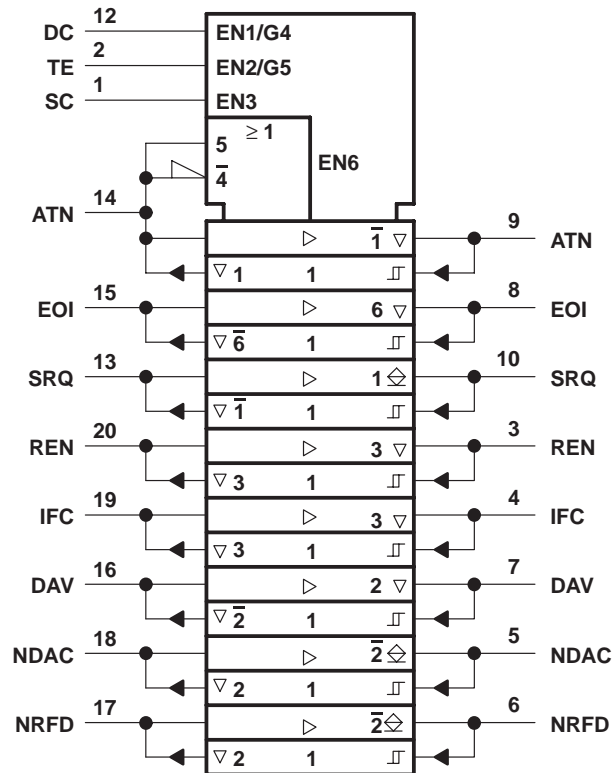 12
DC EN1/G4
2
TE EN2/G5
1
SC EN3
≥ 1
5
EN6
4̅
14
ATN 1̅ ▽ 9 ATN
▽ 1 1
15
EOI 6 ▽ 8 EOI
▽ 6̅ 1
13
SRQ 1 10 SRQ
▽ 1̅ 1
20
REN 3 ▽ 3 REN
▽ 3 1
19
IFC 3 ▽ 4 IFC
▽ 3 1
16
DAV 2 ▽ 7 DAV
▽ 2̅ 1
18
NDAC 2̅ 5 NDAC
▽ 2 1
17
NRFD 2̅ 6 NRFD
▽ 2 1